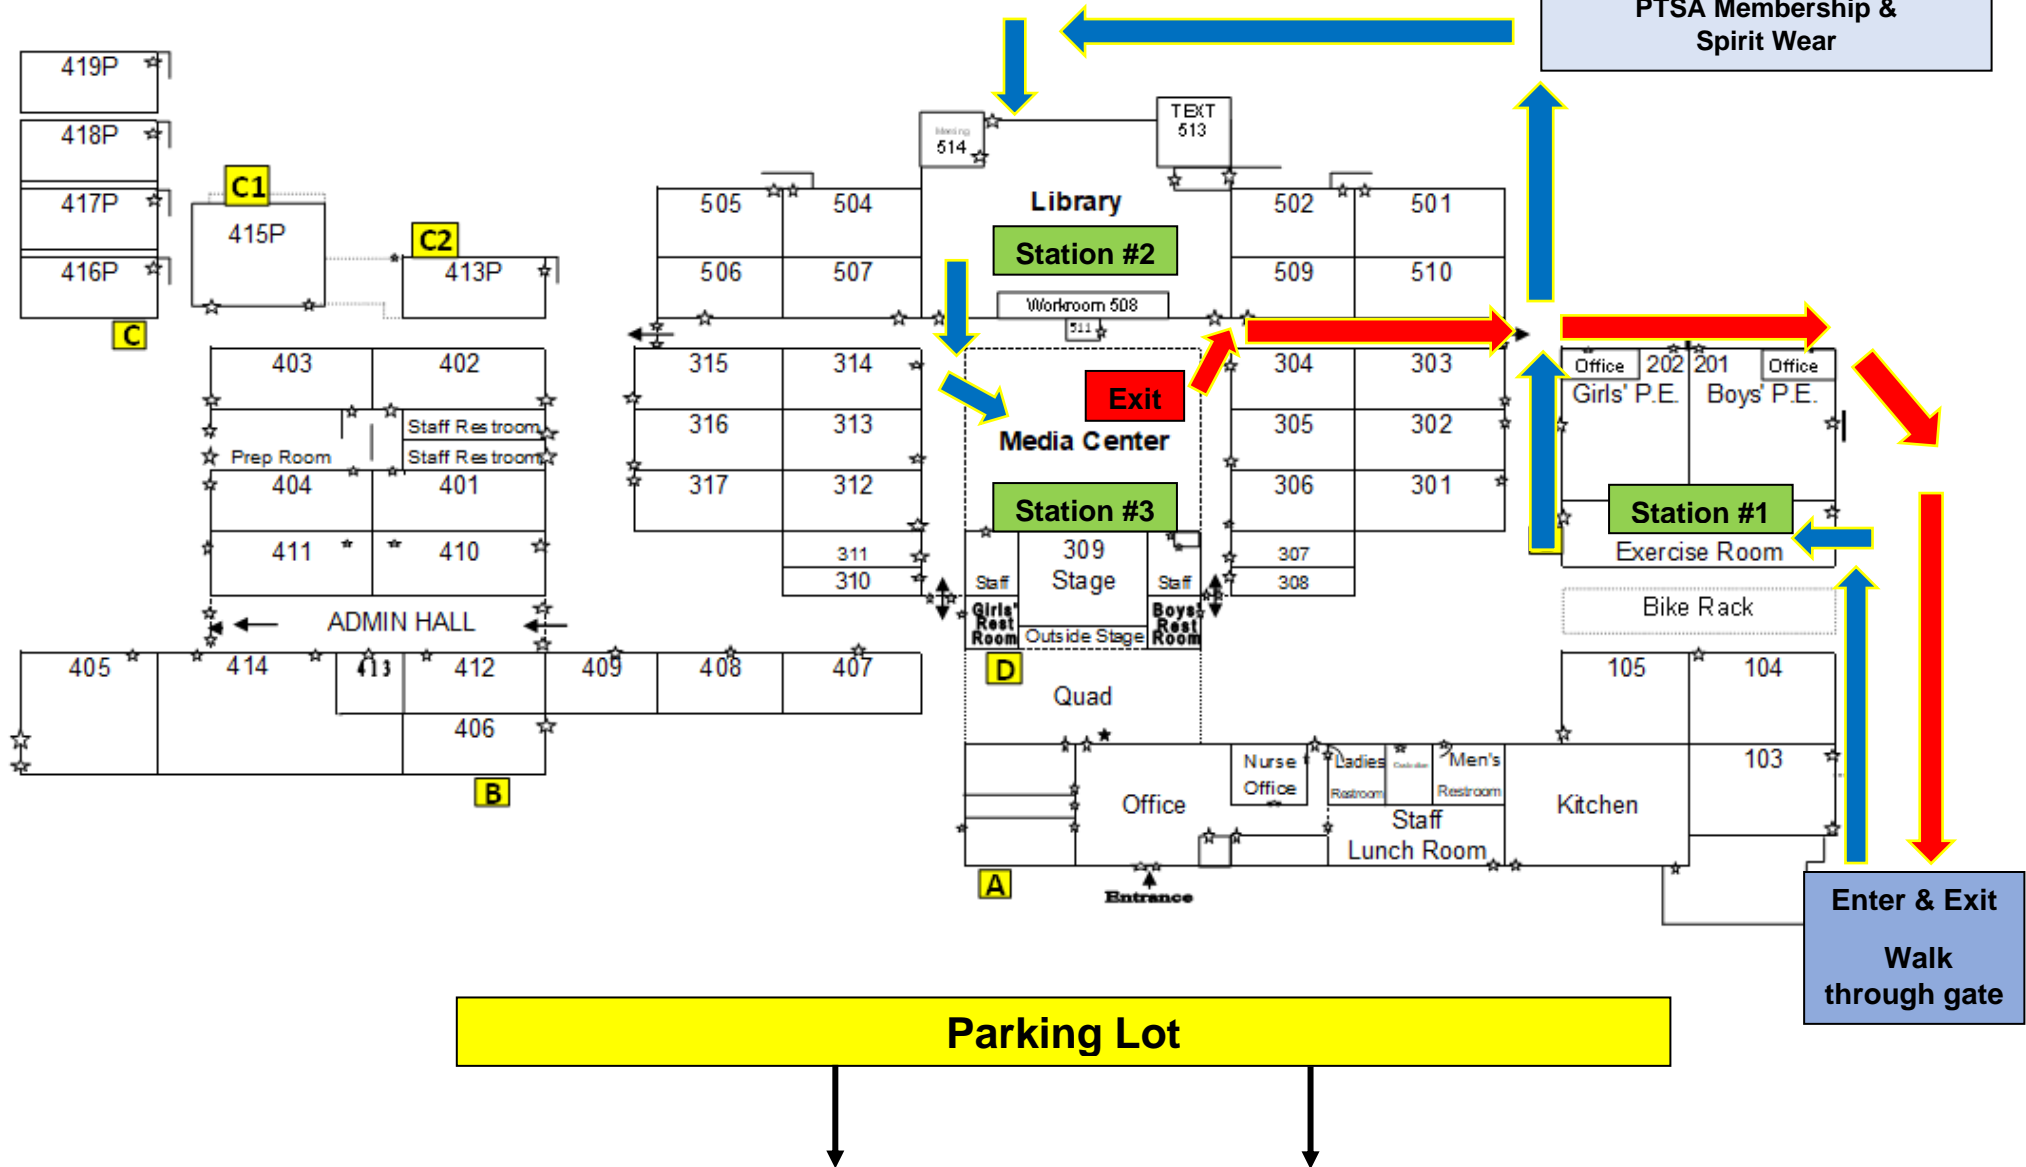 PTSA Membership &
Spirit Wear
419P
418P
417P
416P
C
C1
415P
C2
413P
514
TEXT
513
Library
Station #2
Workroom 508
511
505
504
506
507
502
501
509
510
403
402
Staff Restroom
Prep Room
Staff Restroom
404
401
411
410
ADMIN HALL
315
314
316
313
317
312
311
310
Exit
Media Center
Station #3
309
Stage
Staff
Staff
Girls'
Rest
Room
Outside Stage
Boys'
Rest
Room
D
Quad
304
303
305
302
306
301
307
308
Office
202
201
Office
Girls' P.E.
Boys' P.E.
Station #1
Exercise Room
Bike Rack
105
104
103
405
414
413
412
409
408
407
406
B
Office
Nurse
Office
Ladies
Restroom
Men's
Restroom
Staff
Lunch Room
Kitchen
A
Entrance
Enter & Exit
Walk
through gate
Parking Lot